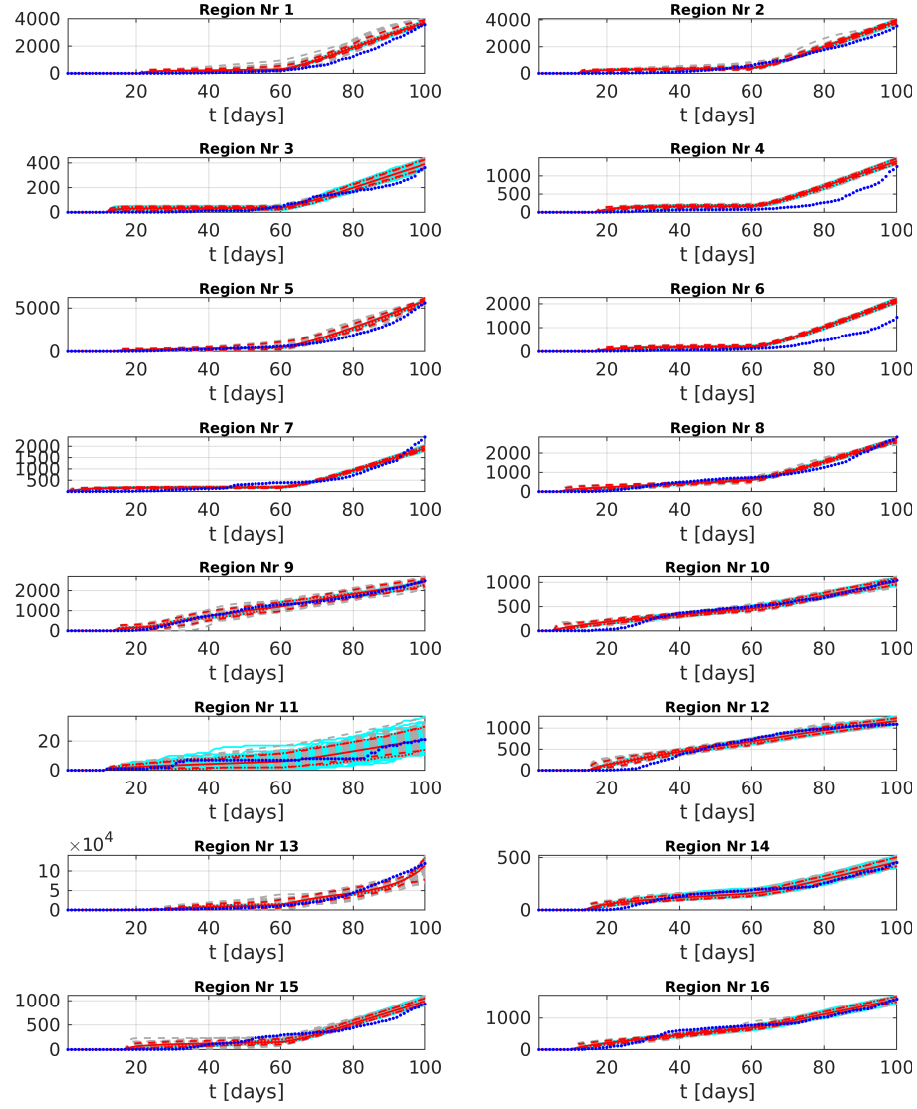 Region Nr 1
4000
2000
0
20 40 60 80 100
t [days]
Region Nr 2
4000
2000
0
20 40 60 80 100
t [days]
Region Nr 3
400
200
0
20 40 60 80 100
t [days]
Region Nr 4
1000
500
0
20 40 60 80 100
t [days]
Region Nr 5
5000
0
20 40 60 80 100
t [days]
Region Nr 6
2000
1000
0
20 40 60 80 100
t [days]
Region Nr 7
2000
1500
1000
500
20 40 60 80 100
t [days]
Region Nr 8
2000
1000
0
20 40 60 80 100
t [days]
Region Nr 9
2000
1000
0
20 40 60 80 100
t [days]
Region Nr 10
1000
500
0
20 40 60 80 100
t [days]
Region Nr 11
20
0
20 40 60 80 100
t [days]
Region Nr 12
1000
500
0
20 40 60 80 100
t [days]
×10⁴
Region Nr 13
10
5
0
20 40 60 80 100
t [days]
Region Nr 14
500
0
20 40 60 80 100
t [days]
Region Nr 15
1000
500
0
20 40 60 80 100
t [days]
Region Nr 16
1000
0
20 40 60 80 100
t [days]